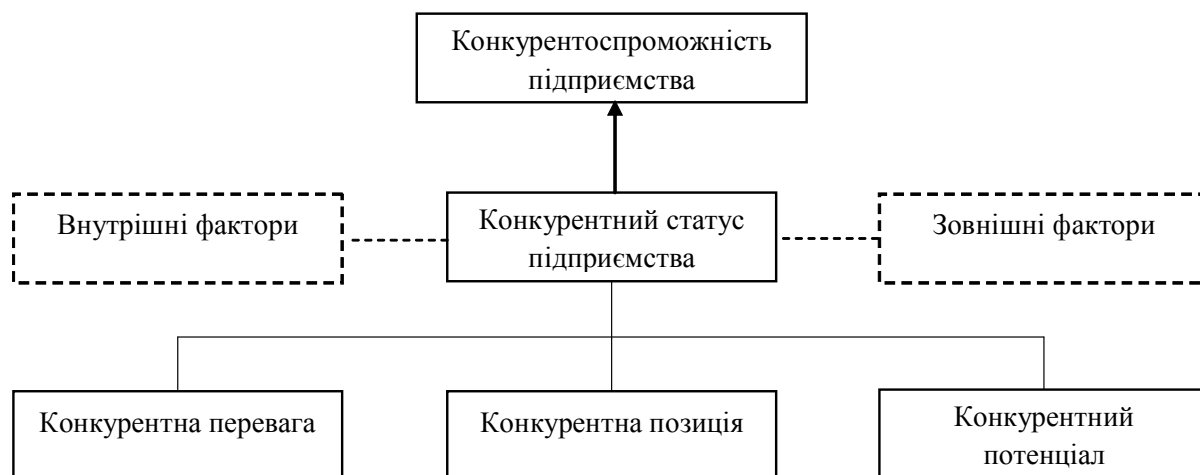 Конкурентоспроможність
підприємства
Внутрішні фактори
Конкурентний статус
підприємства
Зовнішні фактори
Конкурентна перевага
Конкурентна позиція
Конкурентний
потенціал